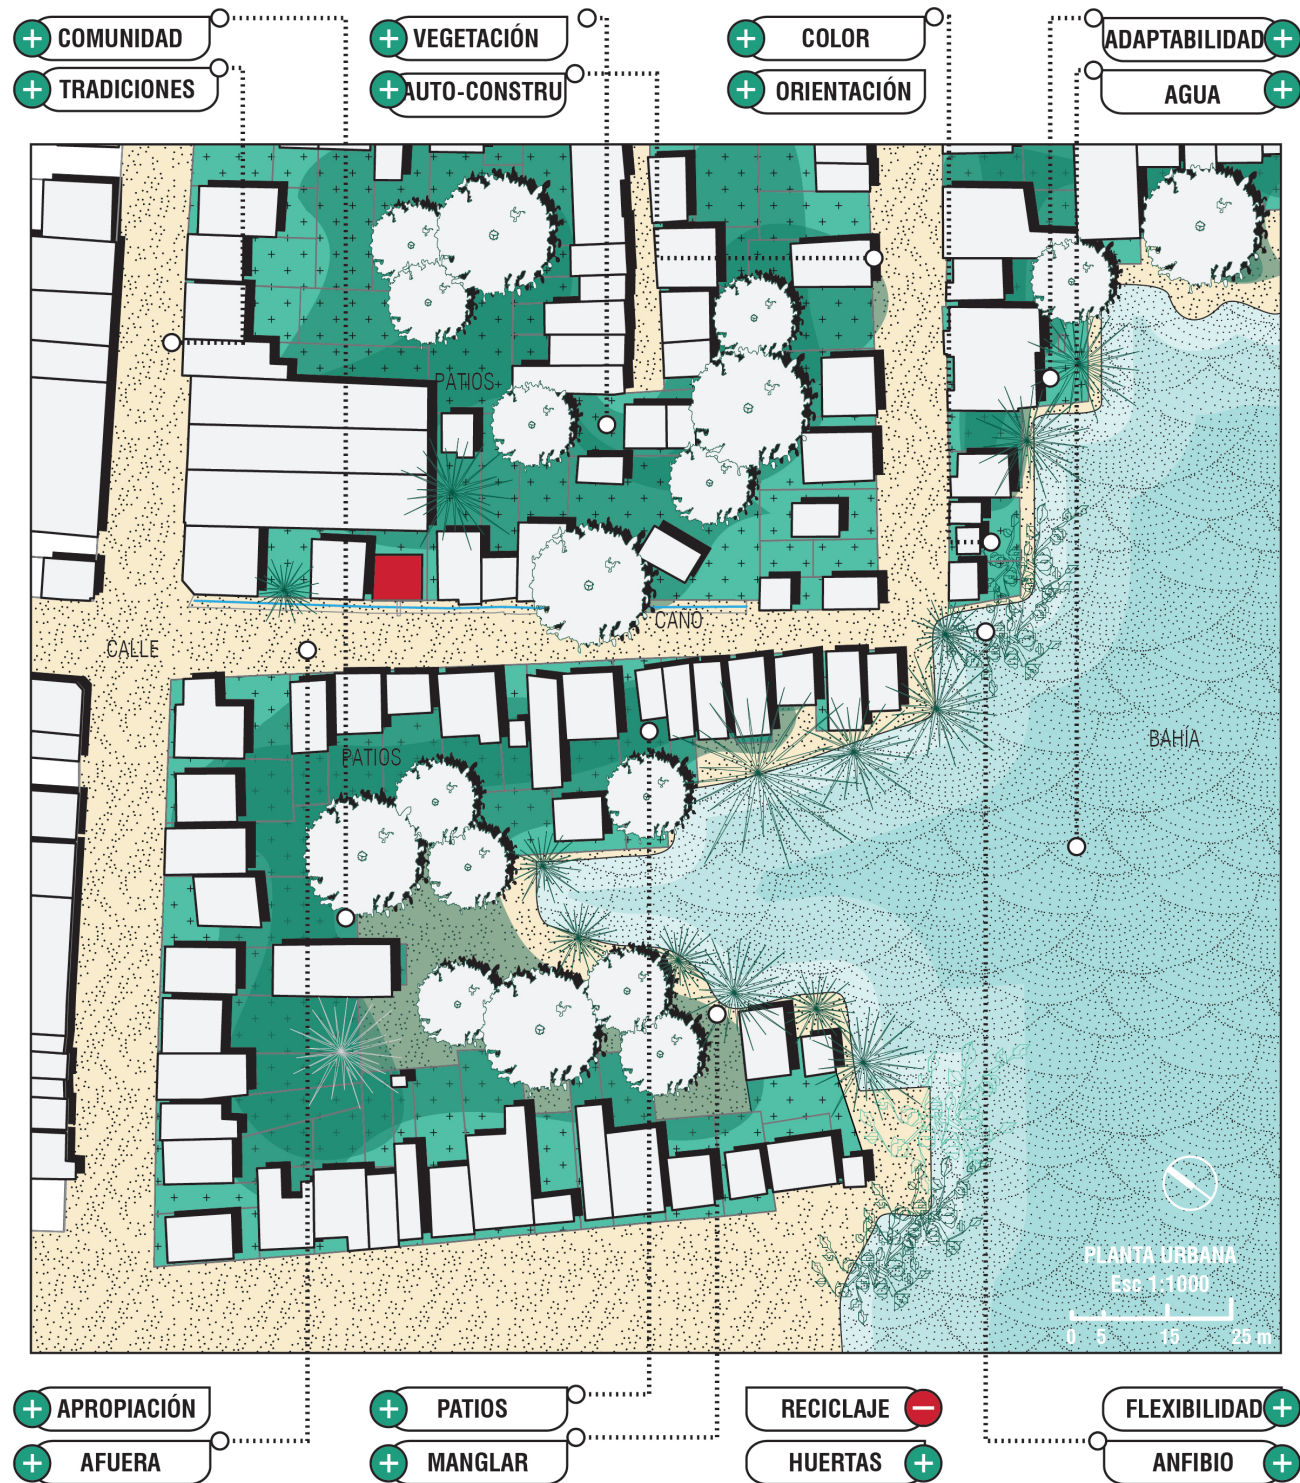 COMUNIDAD
VEGETACIÓN
COLOR
ADAPTABILIDAD
TRADICIONES
AUTO-CONSTRU
ORIENTACIÓN
AGUA
PATIOS
CAÑO
CALLE
BAHÍA
PATIOS
PLANTA URBANA
Esc 1:1000
0 5 15 25 m
APROPIACIÓN
PATIOS
RECICLAJE
FLEXIBILIDAD
AFUERA
MANGLAR
HUERTAS
ANFIBIO